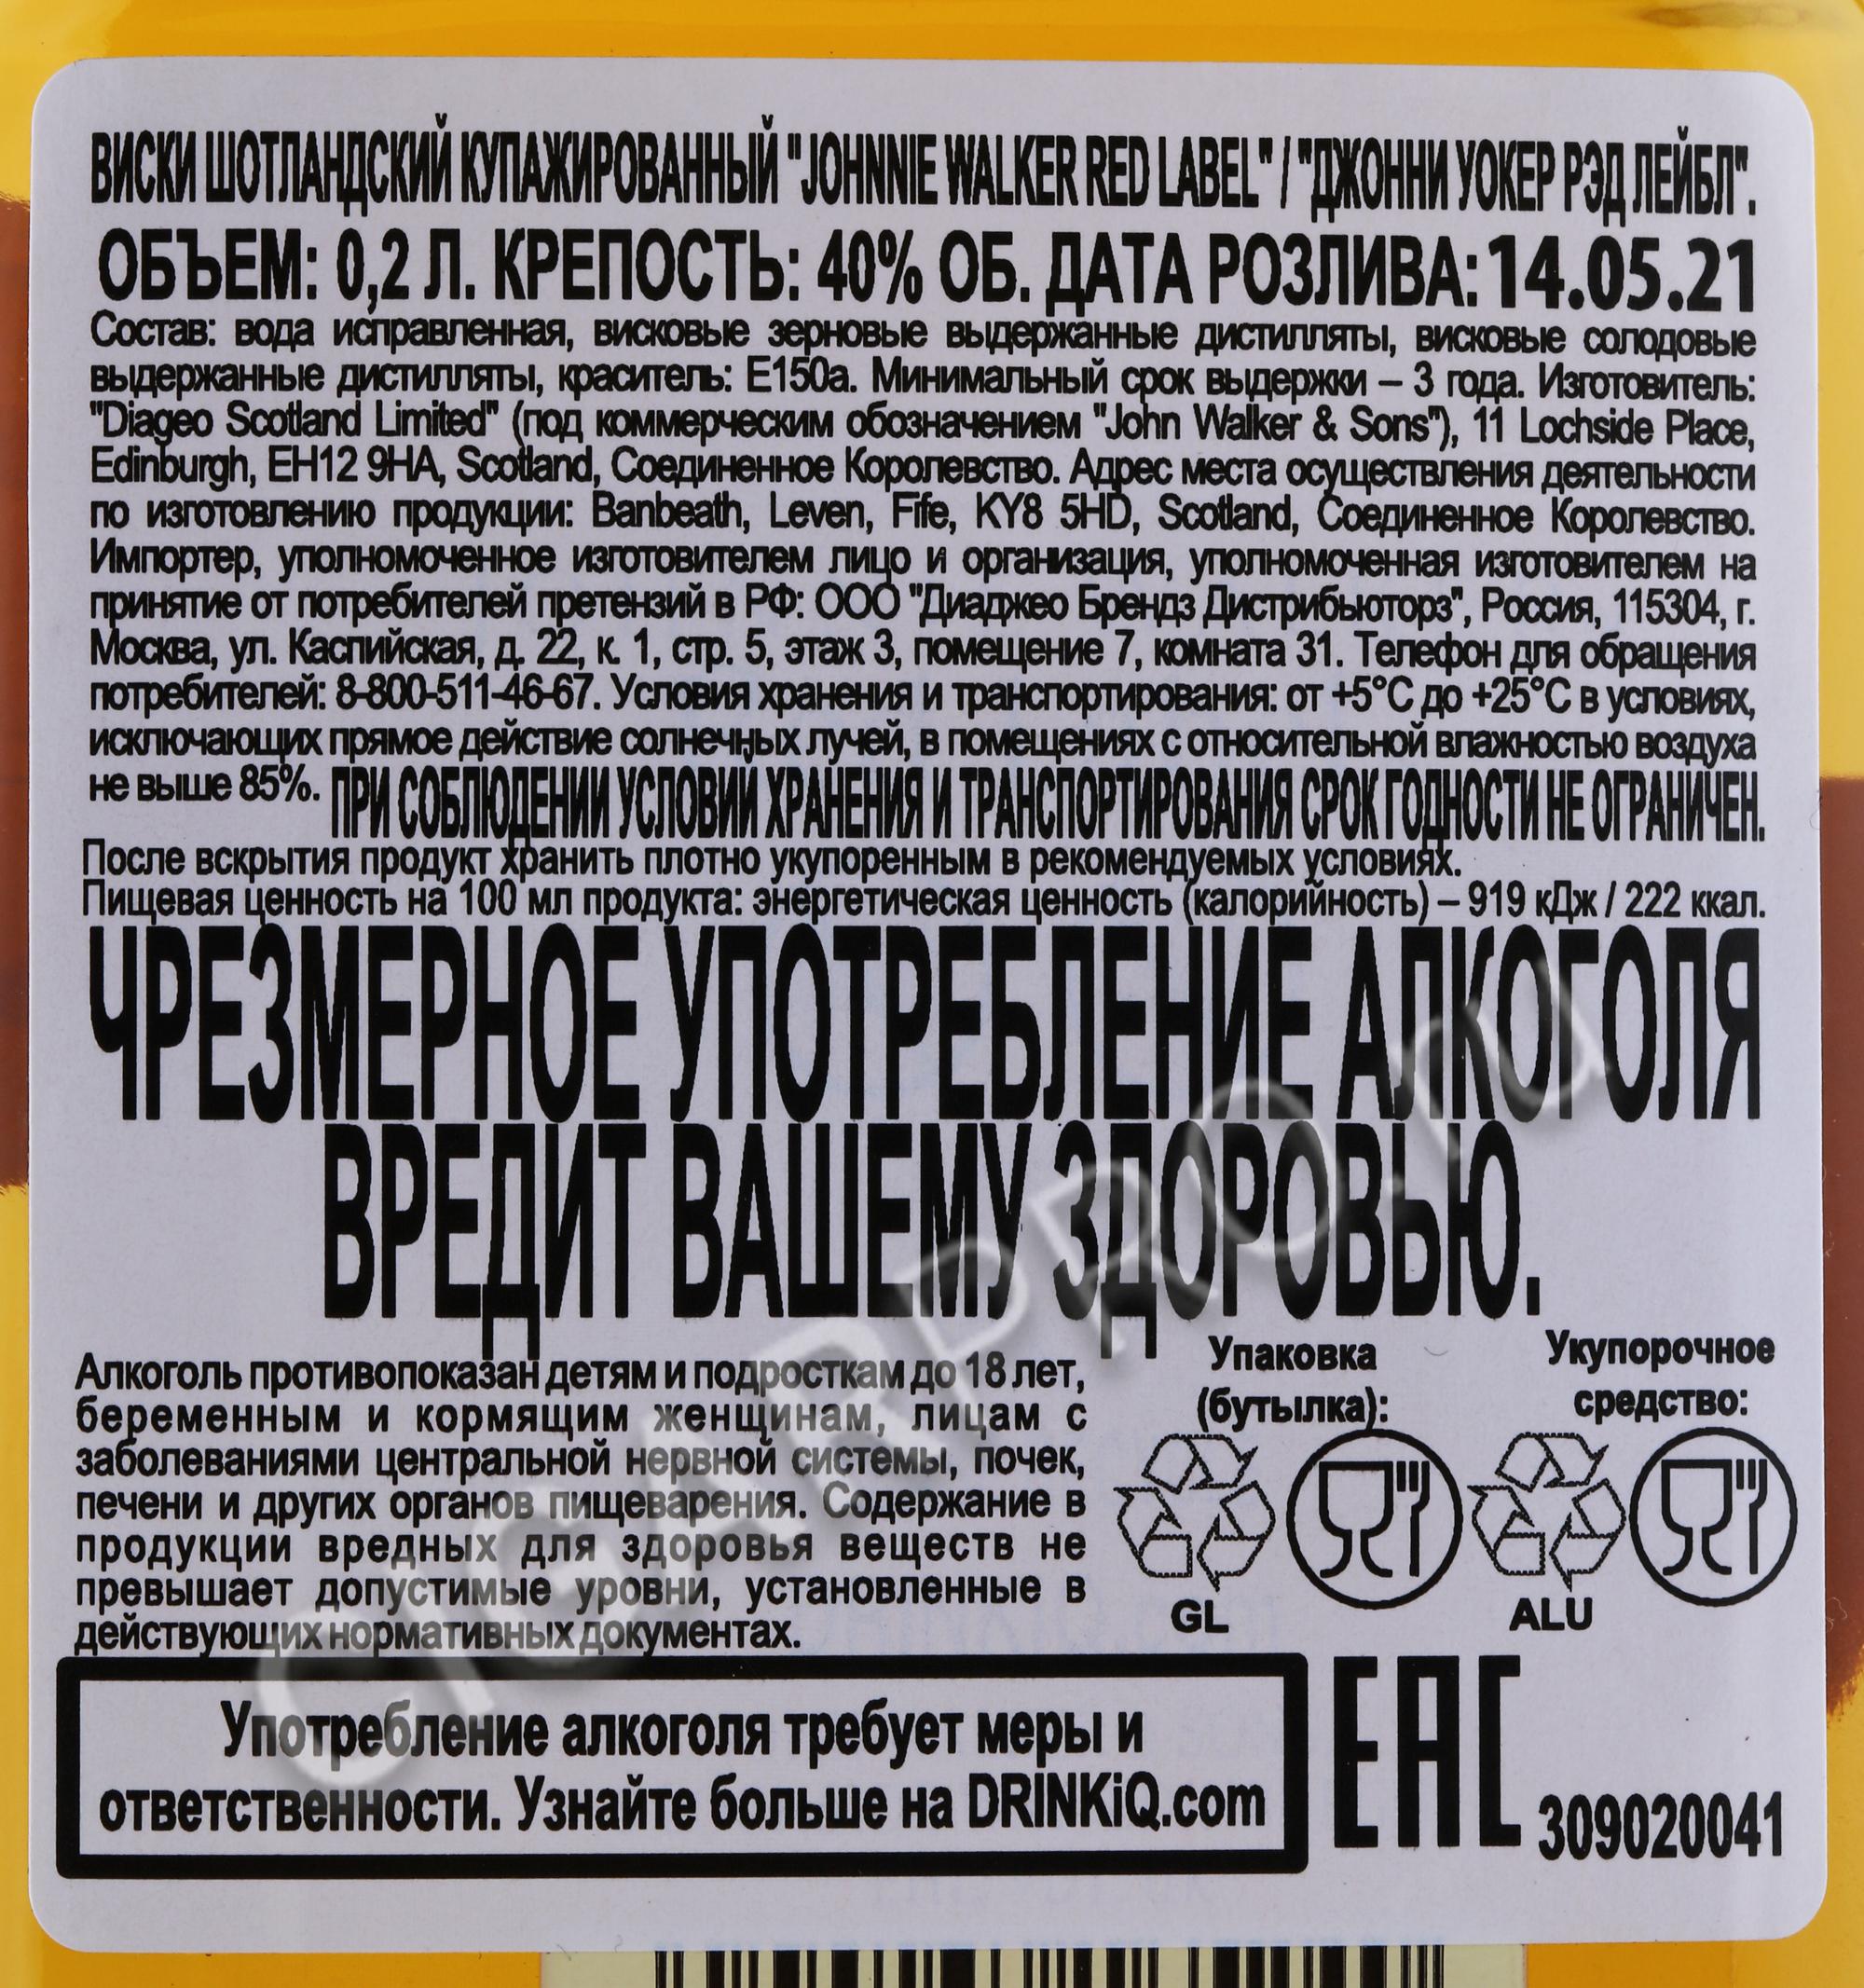 ВИСКИ ШОТЛАНДСКИЙ КУПАЖИРОВАННЫЙ "JOHNNIE WALKER RED LABEL" / "ДЖОННИ УОКЕР РЭД ЛЕЙБЛ".
ОБЪЕМ: 0,2 Л. КРЕПОСТЬ: 40% ОБ. ДАТА РОЗЛИВА: 14.05.21
Состав: вода исправленная, висковые зерновые выдержанные дистилляты, висковые солодовые
выдержанные дистилляты, краситель: Е150а. Минимальный срок выдержки – 3 года. Изготовитель:
"Diageo Scotland Limited" (под коммерческим обозначением "John Walker & Sons"), 11 Lochside Place,
Edinburgh, EH12 9HA, Scotland, Соединенное Королевство. Адрес места осуществления деятельности
по изготовлению продукции: Banbeath, Leven, Fife, KY8 5HD, Scotland, Соединенное Королевство.
Импортер, уполномоченное изготовителем лицо и организация, уполномоченная изготовителем на
принятие от потребителей претензий в РФ: ООО "Диаджео Брендз Дистрибьюторз", Россия, 115304, г.
Москва, ул. Каспийская, д. 22, к. 1, стр. 5, этаж 3, помещение 7, комната 31. Телефон для обращения
потребителей: 8-800-511-46-67. Условия хранения и транспортирования: от +5°С до +25°С в условиях,
исключающих прямое действие солнечных лучей, в помещениях с относительной влажностью воздуха
не выше 85%. ПРИ СОБЛЮДЕНИИ УСЛОВИИ ХРАНЕНИЯ И ТРАНСПОРТИРОВАНИЯ СРОК ГОДНОСТИ НЕ ОГРАНИЧЕН.
После вскрытия продукт хранить плотно укупоренным в рекомендуемых условиях.
Пищевая ценность на 100 мл продукта: энергетическая ценность (калорийность) – 919 кДж / 222 ккал.
ЧРЕЗМЕРНОЕ УПОТРЕБЛЕНИЕ АЛКОГОЛЯ
ВРЕДИТ ВАШЕМУ ЗДОРОВЬЮ.
Алкоголь противопоказан детям и подросткам до 18 лет,
беременным и кормящим женщинам, лицам с
заболеваниями центральной нервной системы, почек,
печени и других органов пищеварения. Содержание в
продукции вредных для здоровья веществ не
превышает допустимые уровни, установленные в
действующих нормативных документах.
Упаковка
(бутылка):
GL
Укупорочное
средство:
ALU
Употребление алкоголя требует меры и
ответственности. Узнайте больше на DRINKiQ.com
EAC
309020041
CIGARPRO.ru